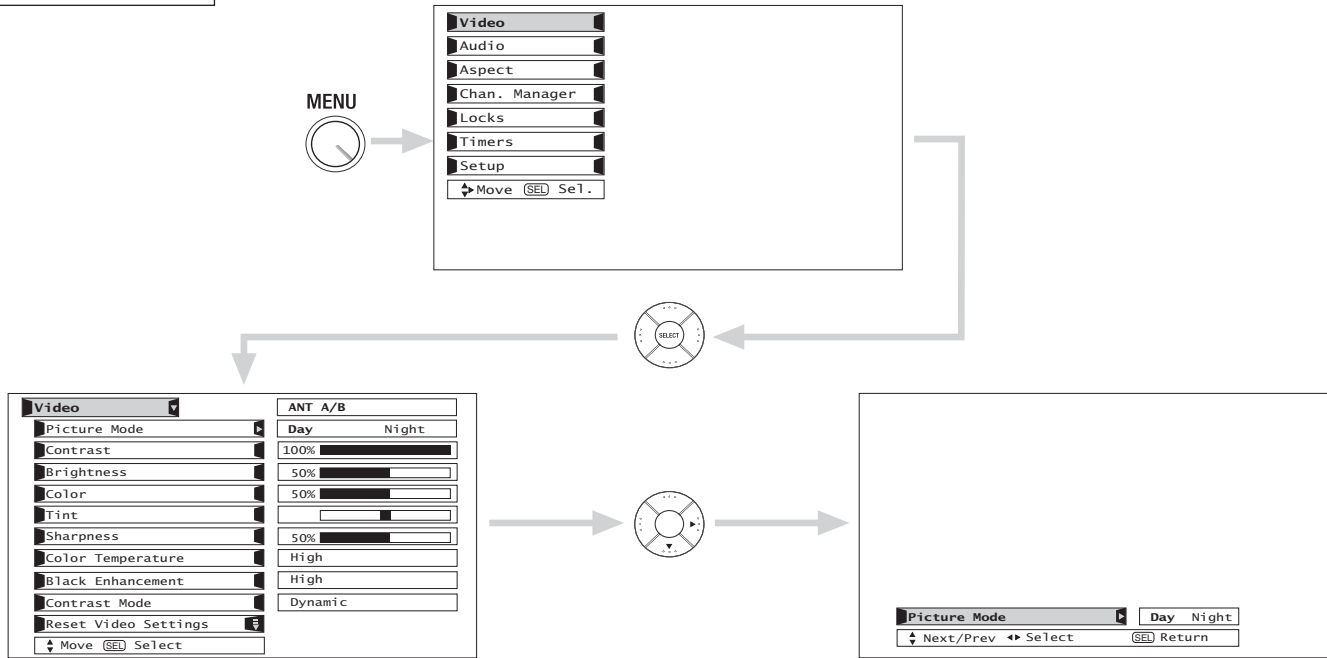 Video
Audio
Aspect
MENU
Chan. Manager
Locks
Timers
Setup
Move SEL Sel.
SELECT
Video
ANT A/B
Picture Mode
Day Night
Contrast
100%
Brightness
50%
Color
50%
Tint
Sharpness
50%
Color Temperature
High
Black Enhancement
High
Contrast Mode
Dynamic
Reset Video Settings
Move SEL Select
Picture Mode
Day Night
Next/Prev Select SEL Return